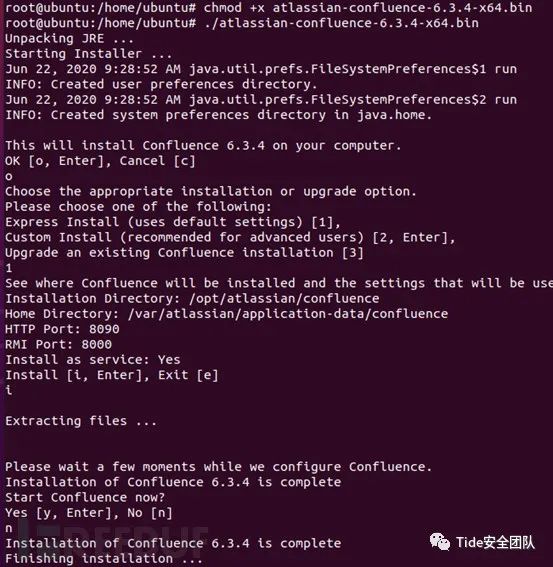 root@ubuntu:/home/ubuntu# chmod +x atlassian-confluence-6.3.4-x64.bin
root@ubuntu:/home/ubuntu# ./atlassian-confluence-6.3.4-x64.bin
Unpacking JRE ...
Starting Installer ...
Jun 22, 2020 9:28:52 AM java.util.prefs.FileSystemPreferences$1 run
INFO: Created user preferences directory.
Jun 22, 2020 9:28:52 AM java.util.prefs.FileSystemPreferences$2 run
INFO: Created system preferences directory in java.home.
This will install Confluence 6.3.4 on your computer.
OK [o, Enter], Cancel [c]
o
Choose the appropriate installation or upgrade option.
Please choose one of the following:
Express Install (uses default settings) [1],
Custom Install (recommended for advanced users) [2, Enter],
Upgrade an existing Confluence installation [3]
1
See where Confluence will be installed and the settings that will be use
Installation Directory: /opt/atlassian/confluence
Home Directory: /var/atlassian/application-data/confluence
HTTP Port: 8090
RMI Port: 8000
Install as service: Yes
Install [i, Enter], Exit [e]
i
Extracting files ...
Please wait a few moments while we configure Confluence.
Installation of Confluence 6.3.4 is complete
Start Confluence now?
Yes [y, Enter], No [n]
n
Installation of Confluence 6.3.4 is complete
Finishing installation ...
Tide安全团队